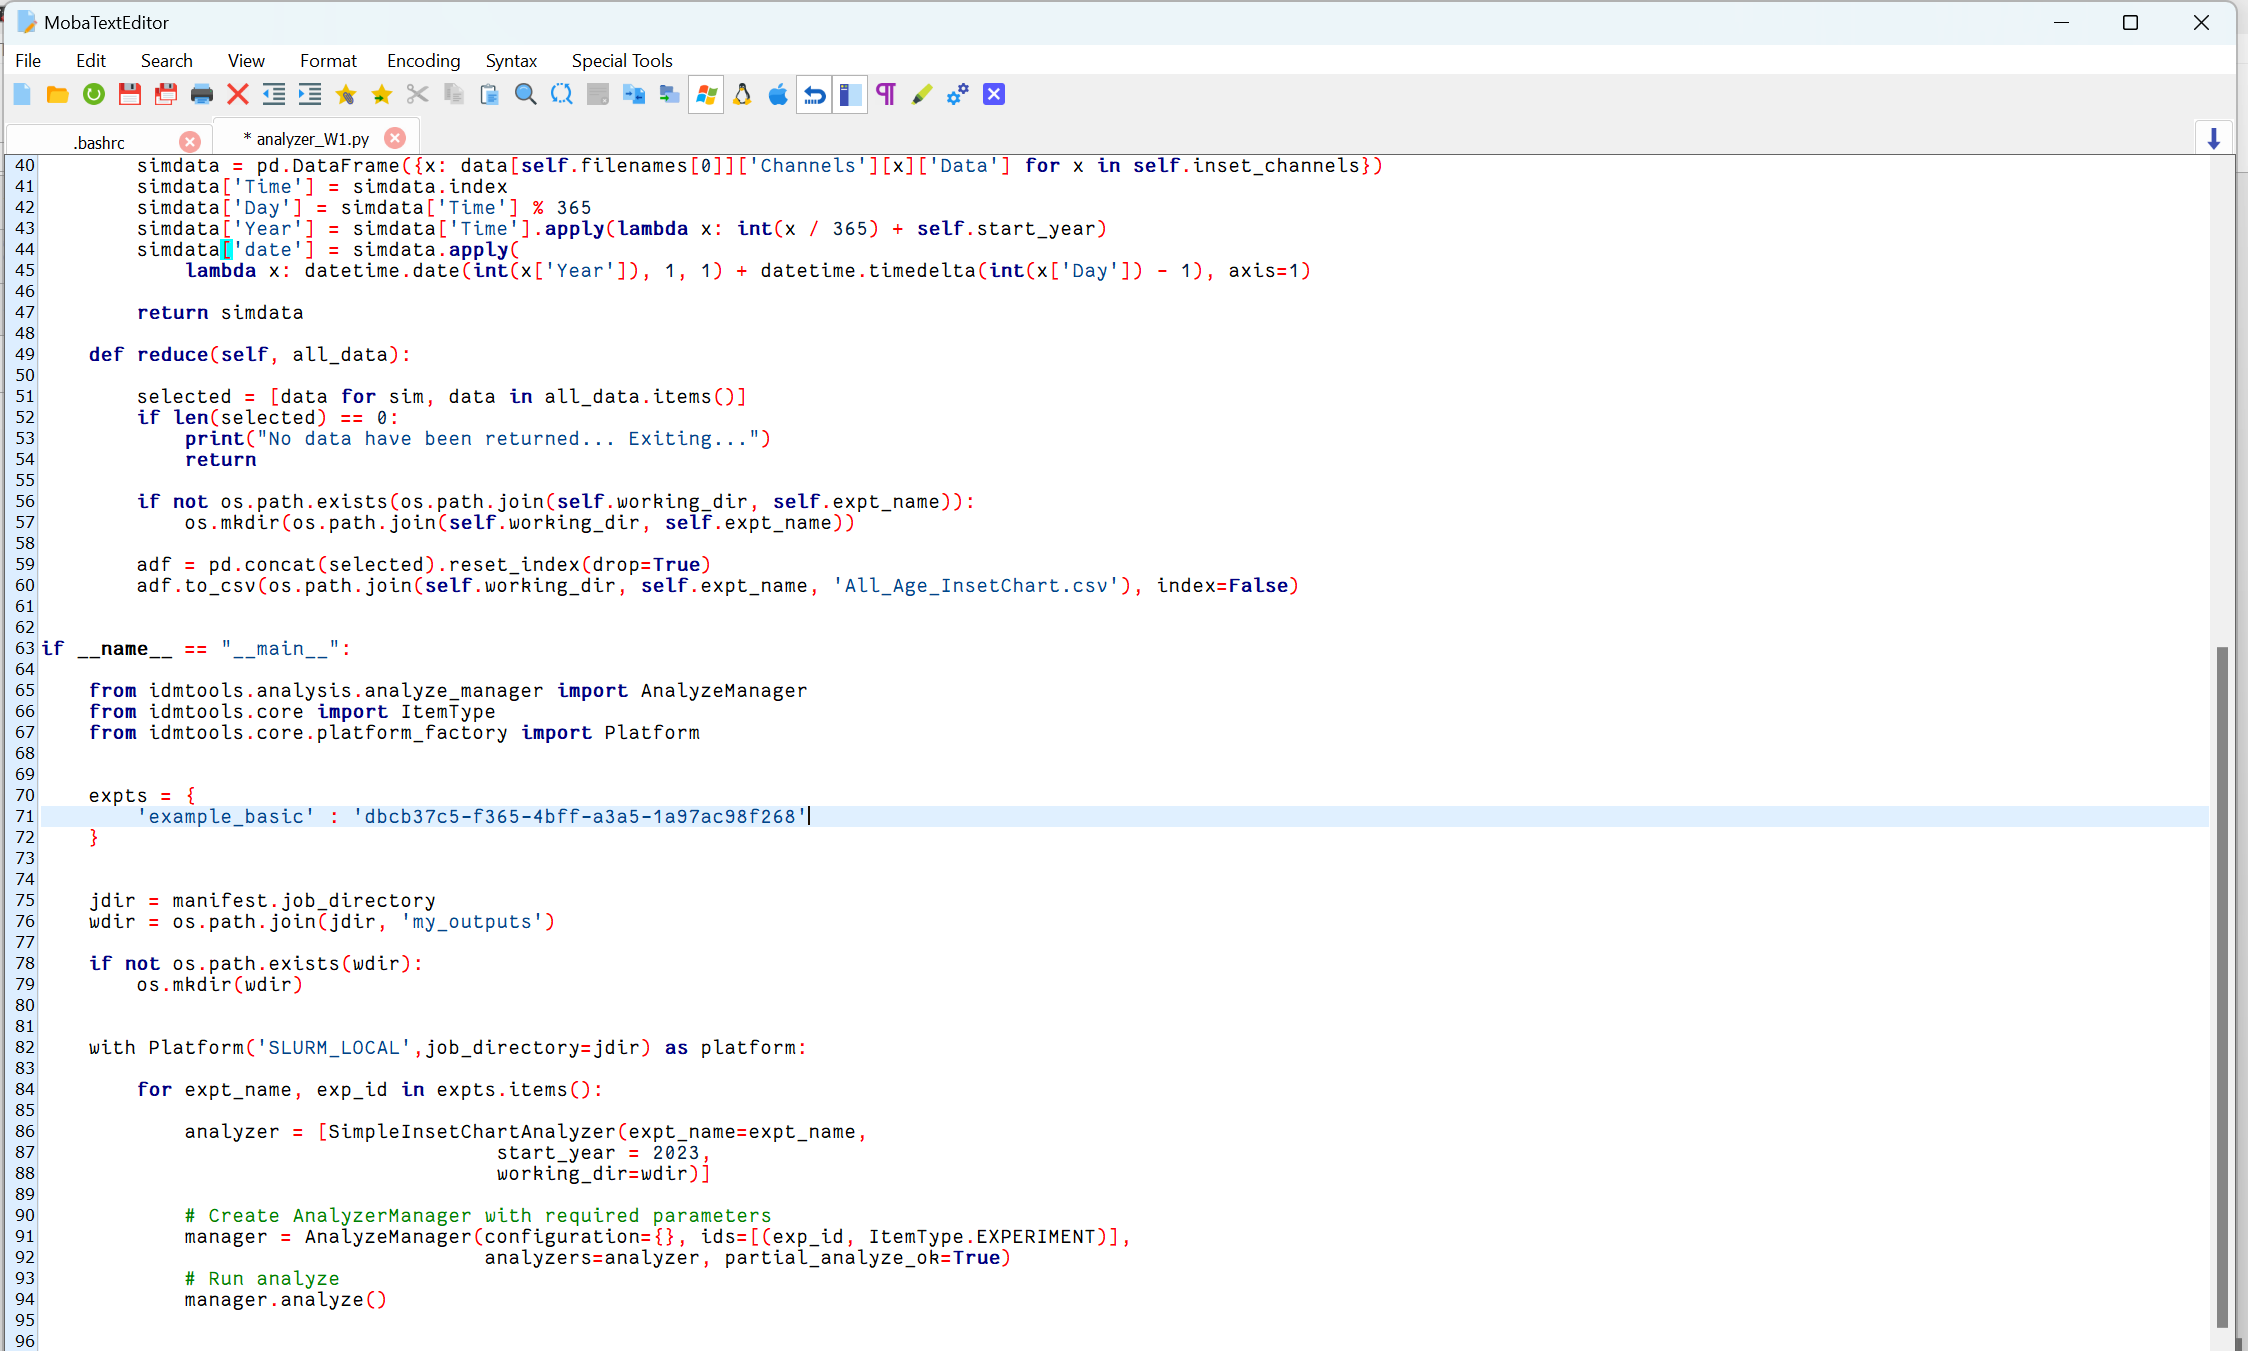 MobaTextEditor
File Edit Search View Format Encoding Syntax Special Tools
.bashrc * analyzer_W1.py
40 simdata = pd.DataFrame({x: data[self.filenames[0]]['Channels'][x]['Data'] for x in self.inset_channels})
41 simdata['Time'] = simdata.index
42 simdata['Day'] = simdata['Time'] % 365
43 simdata['Year'] = simdata['Time'].apply(lambda x: int(x / 365) + self.start_year)
44 simdata['date'] = simdata.apply(
45 lambda x: datetime.date(int(x['Year']), 1, 1) + datetime.timedelta(int(x['Day']) - 1), axis=1)
46
47 return simdata
48
49 def reduce(self, all_data):
50
51 selected = [data for sim, data in all_data.items()]
52 if len(selected) == 0:
53 print("No data have been returned... Exiting...")
54 return
55
56 if not os.path.exists(os.path.join(self.working_dir, self.expt_name)):
57 os.mkdir(os.path.join(self.working_dir, self.expt_name))
58
59 adf = pd.concat(selected).reset_index(drop=True)
60 adf.to_csv(os.path.join(self.working_dir, self.expt_name, 'All_Age_InsetChart.csv'), index=False)
61
62
63 if __name__ == "__main__":
64
65 from idmtools.analysis.analyze_manager import AnalyzeManager
66 from idmtools.core import ItemType
67 from idmtools.core.platform_factory import Platform
68
69
70 expts = {
71 'example_basic' : 'dbcb37c5-f365-4bff-a3a5-1a97ac98f268'
72 }
73
74
75 jdir = manifest.job_directory
76 wdir = os.path.join(jdir, 'my_outputs')
77
78 if not os.path.exists(wdir):
79 os.mkdir(wdir)
80
81
82 with Platform('SLURM_LOCAL',job_directory=jdir) as platform:
83
84 for expt_name, exp_id in expts.items():
85
86 analyzer = [SimpleInsetChartAnalyzer(expt_name=expt_name,
87 start_year = 2023,
88 working_dir=wdir)]
89
90 # Create AnalyzerManager with required parameters
91 manager = AnalyzeManager(configuration={}, ids=[(exp_id, ItemType.EXPERIMENT)],
92 analyzers=analyzer, partial_analyze_ok=True)
93 # Run analyze
94 manager.analyze()
95
96